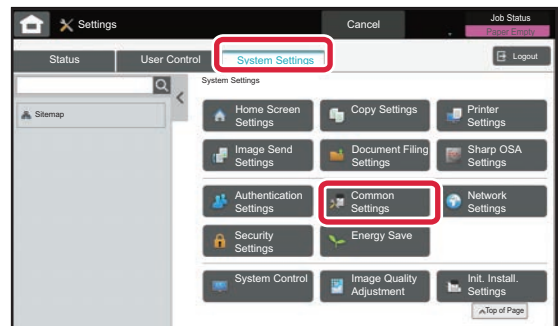 Settings
Cancel
Job Status
Paper Empty
Status
User Control
System Settings
Logout
System Settings
Sitemap
Home Screen
Settings
Copy Settings
Printer
Settings
Image Send
Settings
Document Filing
Settings
Sharp OSA
Settings
Authentication
Settings
Common
Settings
Network
Settings
Security
Settings
Energy Save
System Control
Image Quality
Adjustment
Init. Install.
Settings
Top of Page